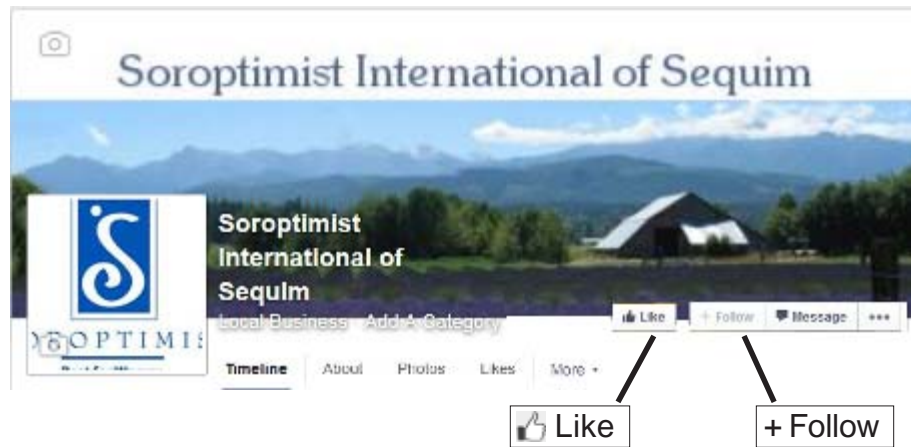 Soroptimist International of Sequim
Soroptimist
International of
Sequim
Local Business · Add A Category
OROPTIMIS
Like
+ Follow
Message
Timeline
About
Photos
Likes
More
Like
+ Follow